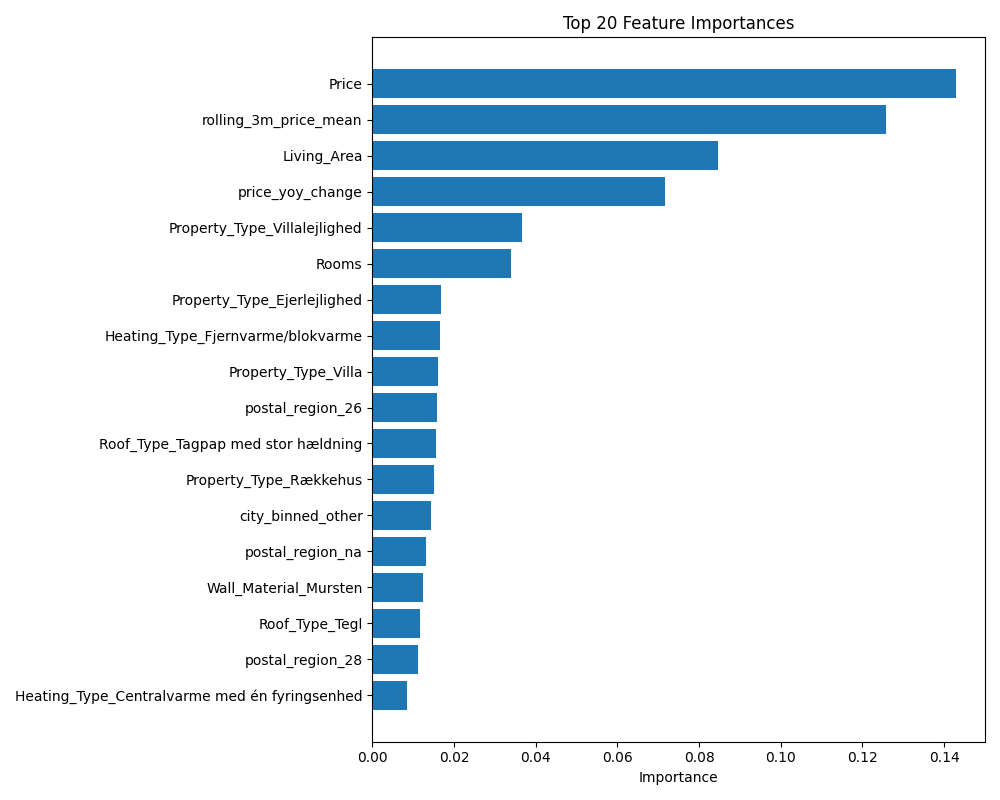 Top 20 Feature Importances
Price
rolling_3m_price_mean
Living_Area
price_yoy_change
Property_Type_Villalejlighed
Rooms
Property_Type_Ejerlejlighed
Heating_Type_Fjernvarme/blokvarme
Property_Type_Villa
postal_region_26
Roof_Type_Tagpap med stor hældning
Property_Type_Rækkehus
city_binned_other
postal_region_na
Wall_Material_Mursten
Roof_Type_Tegl
postal_region_28
Heating_Type_Centralvarme med én fyringsenhed
0.00 0.02 0.04 0.06 0.08 0.10 0.12 0.14
Importance